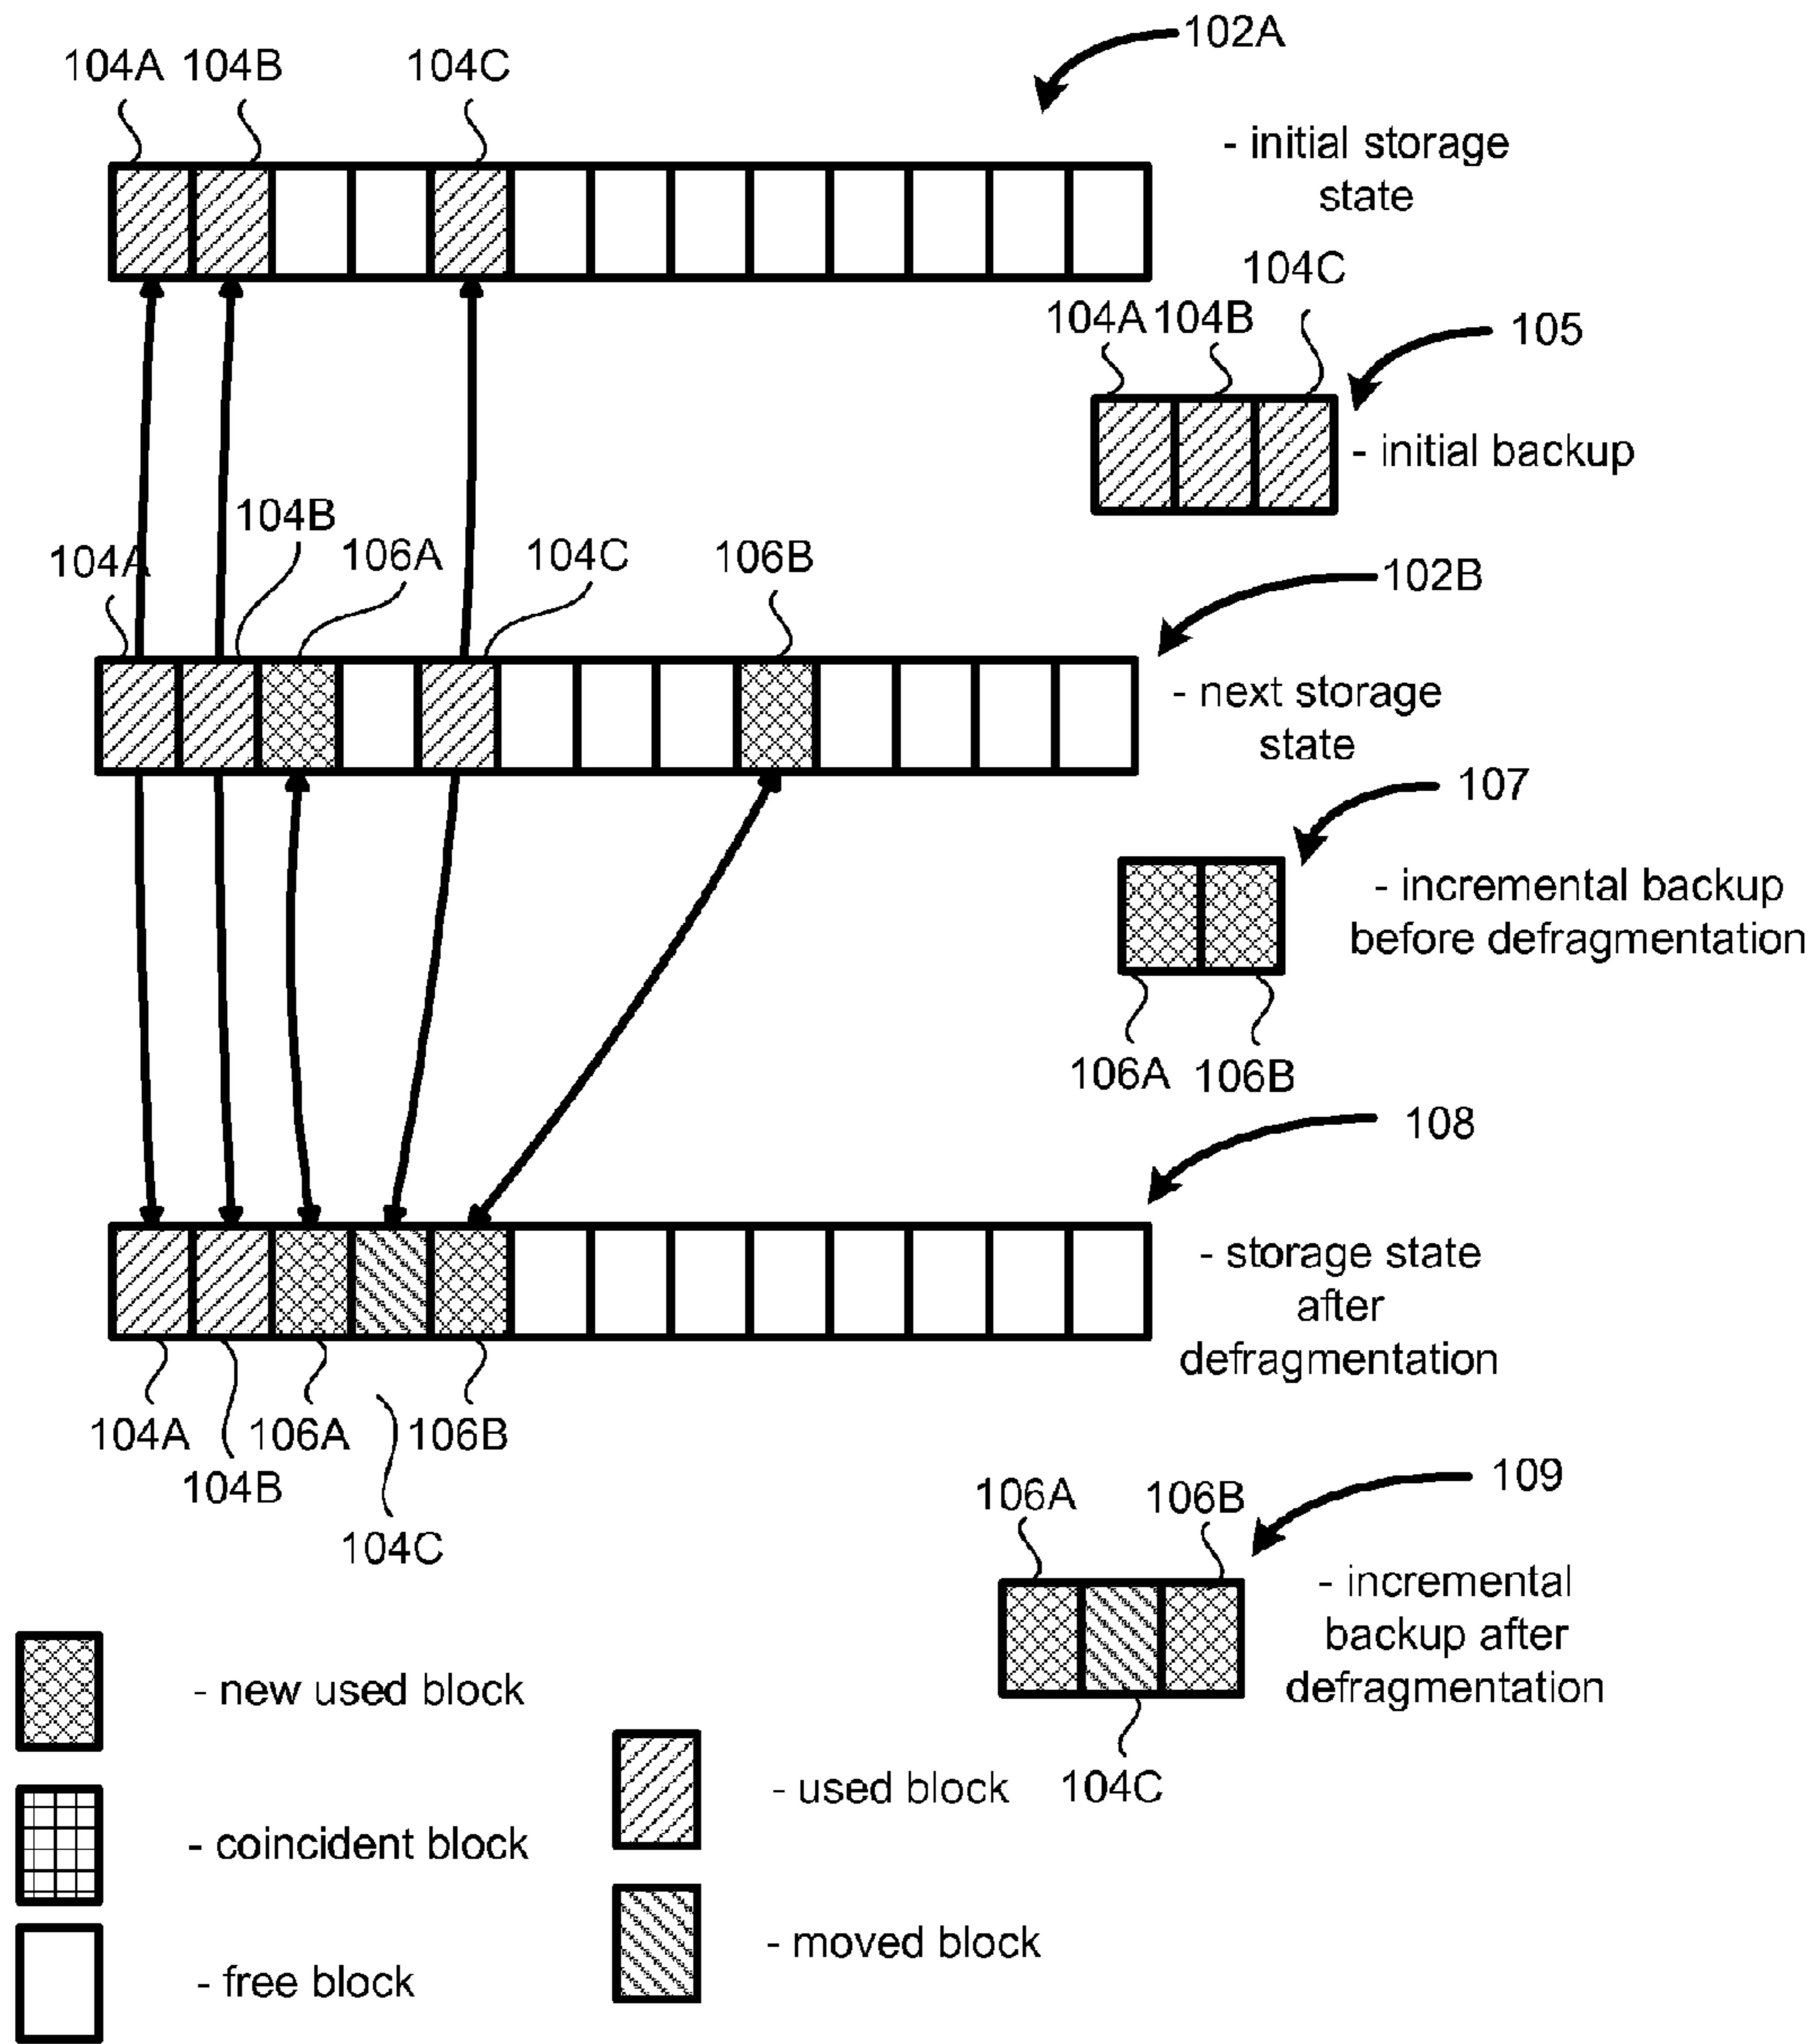 102A
104A 104B 104C
- initial storage
state
104C
104A 104B
105
- initial backup
104B
104A 106A 104C 106B
102B
- next storage
state
107
- incremental backup
before defragmentation
106A 106B
108
- storage state
after
defragmentation
104A 106A 106B
104B
104C
109
106A 106B
- incremental
backup after
defragmentation
104C
- new used block
- used block
- coincident block
- moved block
- free block